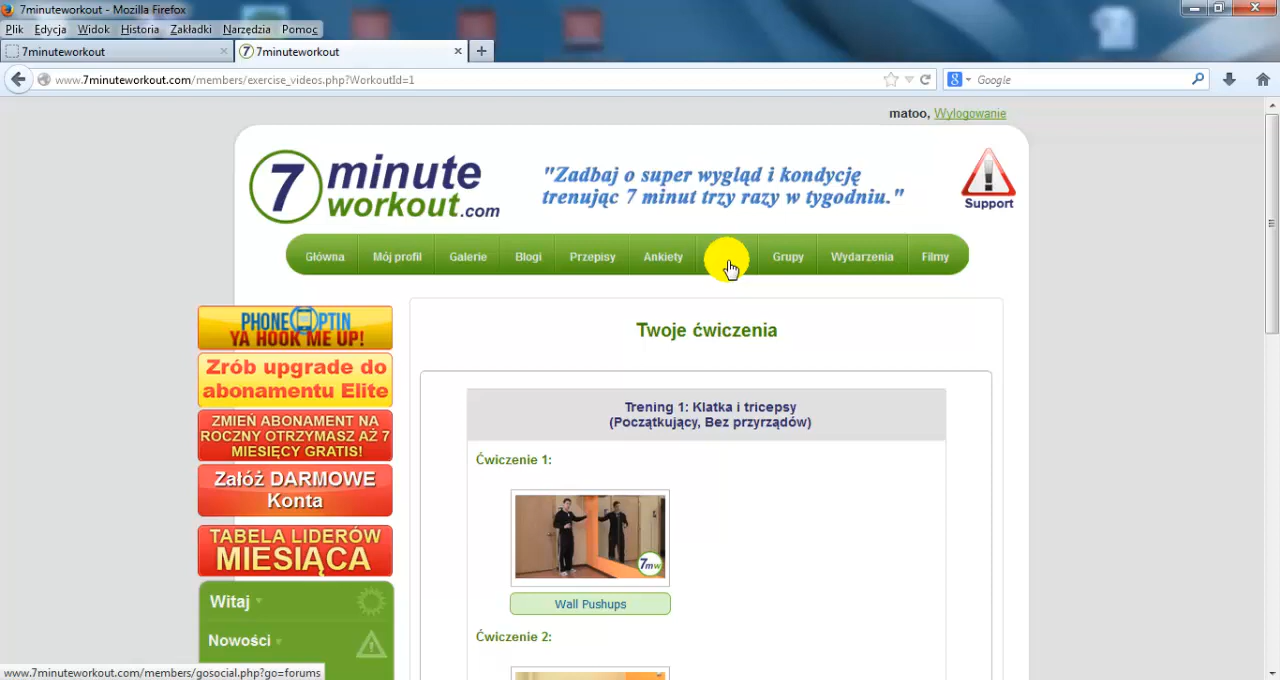 7minuteworkout - Mozilla Firefox
Plik Edycja Widok Historia Zakładki Narzędzia Pomoc
7minuteworkout
7minuteworkout
www.7minuteworkout.com/members/exercise_videos.php?WorkoutId=1
Google
matoo, Wylogowanie
7 minute
workout.com
"Zadbaj o super wygląd i kondycję
trenując 7 minut trzy razy w tygodniu."
Support
Główna Mój profil Galerie Blogi Przepisy Ankiety Grupy Wydarzenia Filmy
PHONE OPTIN
YA HOOK ME UP!
Zrób upgrade do
abonamentu Elite
ZMIEŃ ABONAMENT NA
ROCZNY OTRZYMASZ AŻ 7
MIESIĘCY GRATIS!
Załóż DARMOWE
Konta
TABELA LIDERÓW
MIESIĄCA
Witaj
Nowości
Twoje ćwiczenia
Trening 1: Klatka i tricepsy
(Początkujący, Bez przyrządów)
Ćwiczenie 1:
7mw
Wall Pushups
Ćwiczenie 2:
www.7minuteworkout.com/members/gosocial.php?go=forums